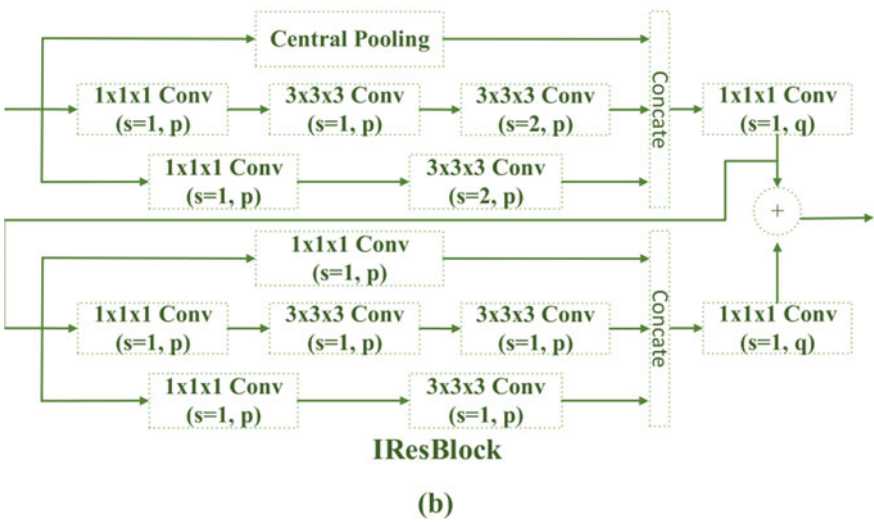 Central Pooling
1x1x1 Conv
(s=1, p)
3x3x3 Conv
(s=1, p)
3x3x3 Conv
(s=2, p)
Concate
1x1x1 Conv
(s=1, q)
1x1x1 Conv
(s=1, p)
3x3x3 Conv
(s=2, p)
+
1x1x1 Conv
(s=1, p)
1x1x1 Conv
(s=1, p)
3x3x3 Conv
(s=1, p)
3x3x3 Conv
(s=1, p)
Concate
1x1x1 Conv
(s=1, q)
1x1x1 Conv
(s=1, p)
3x3x3 Conv
(s=1, p)
IResBlock
(b)